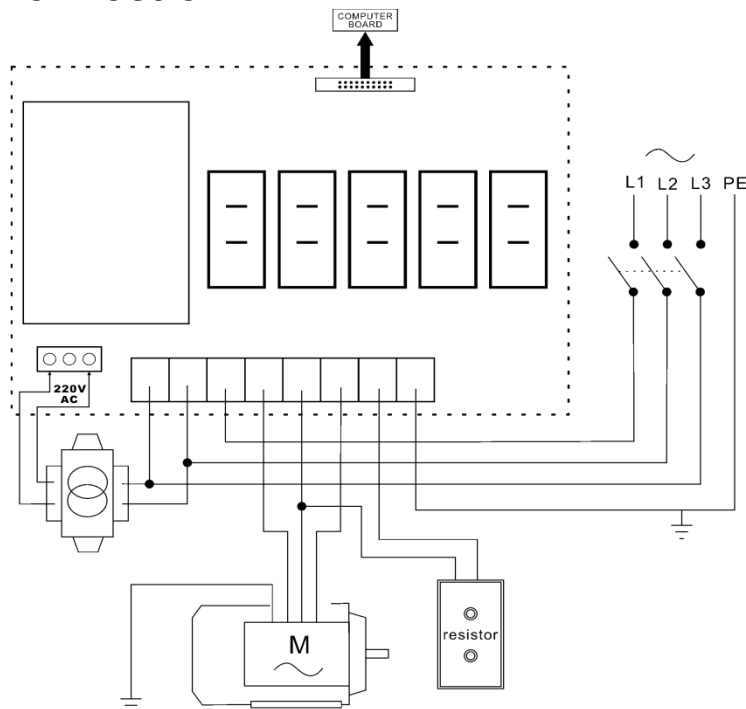 COMPUTER
BOARD
L1 L2 L3 PE
220V
AC
resistor
M